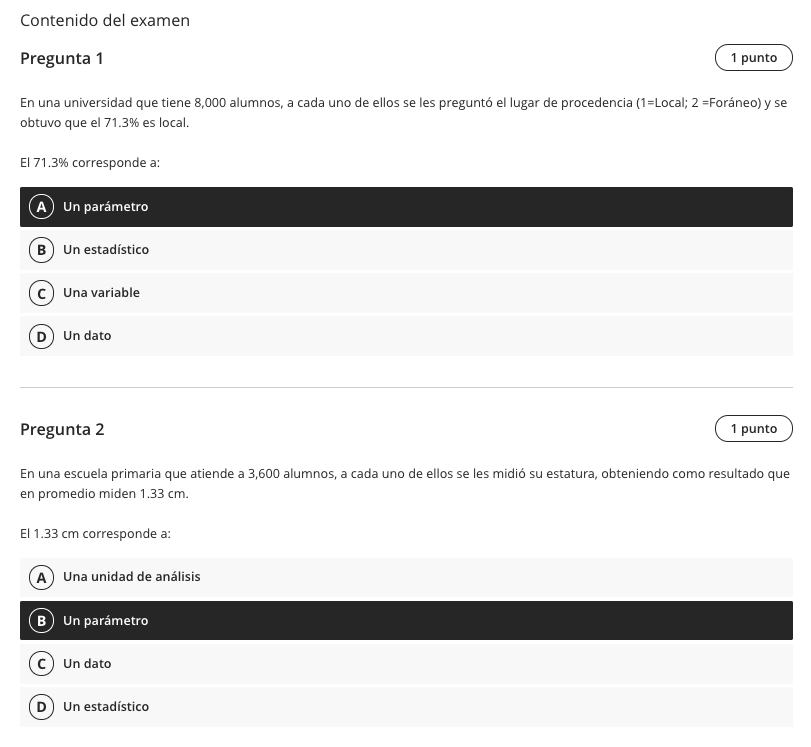 Contenido del examen
Pregunta 1
1 punto
En una universidad que tiene 8,000 alumnos, a cada uno de ellos se les preguntó el lugar de procedencia (1=Local; 2 =Foráneo) y se
obtuvo que el 71.3% es local.
El 71.3% corresponde a:
A Un parámetro
B Un estadístico
C Una variable
D Un dato
Pregunta 2
1 punto
En una escuela primaria que atiende a 3,600 alumnos, a cada uno de ellos se les midió su estatura, obteniendo como resultado que
en promedio miden 1.33 cm.
El 1.33 cm corresponde a:
A Una unidad de análisis
B Un parámetro
C Un dato
D Un estadístico